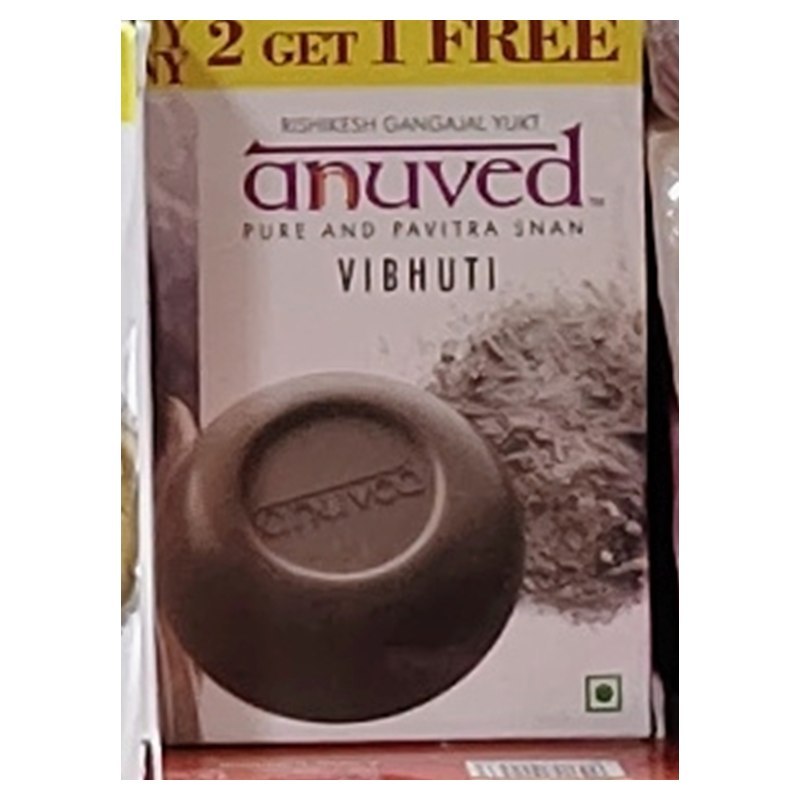 2 GET 1 FREE
RISHIKESH GANGAJAL YUKT
anuved
PURE AND PAVITRA SNAN
VIBHUTI
anuved